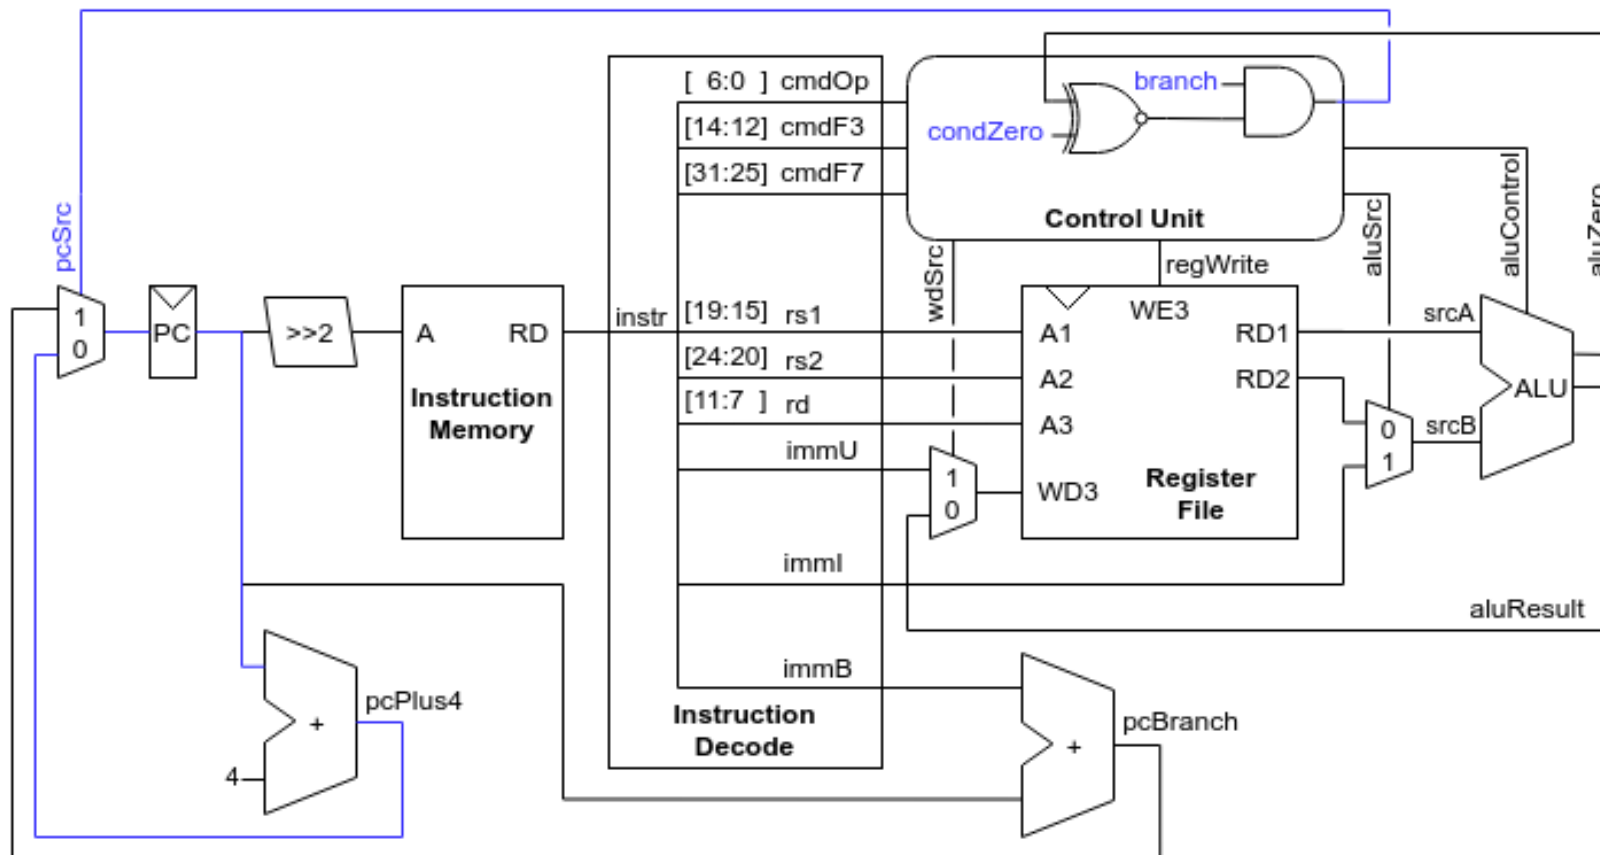 [ 6:0 ] cmdOp
branch
[14:12] cmdF3
condZero
[31:25] cmdF7
Control Unit
pcSrc
wdSrc
regWrite
aluSrc
aluControl
aluZero
1
0
PC
>>2
A
RD
Instruction
Memory
instr
[19:15] rs1
[24:20] rs2
[11:7 ] rd
immU
1
0
A1
A2
A3
WD3
WE3
RD1
RD2
Register
File
srcA
0
1
srcB
ALU
immI
aluResult
immB
Instruction
Decode
pcPlus4
+
4
pcBranch
+